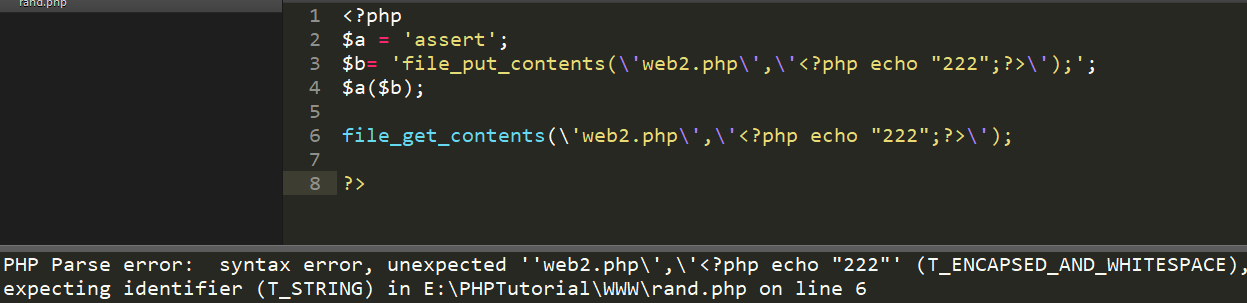 rand.php
1 <?php
2 $a = 'assert';
3 $b= 'file_put_contents(\'web2.php\',\'<?php echo "222";?>\');';
4 $a($b);
5
6 file_get_contents(\'web2.php\',\'<?php echo "222";?>\');
7
8 ?>
PHP Parse error:  syntax error, unexpected ''web2.php\',\'<?php echo "222"' (T_ENCAPSED_AND_WHITESPACE),
expecting identifier (T_STRING) in E:\PHPTutorial\WWW\rand.php on line 6